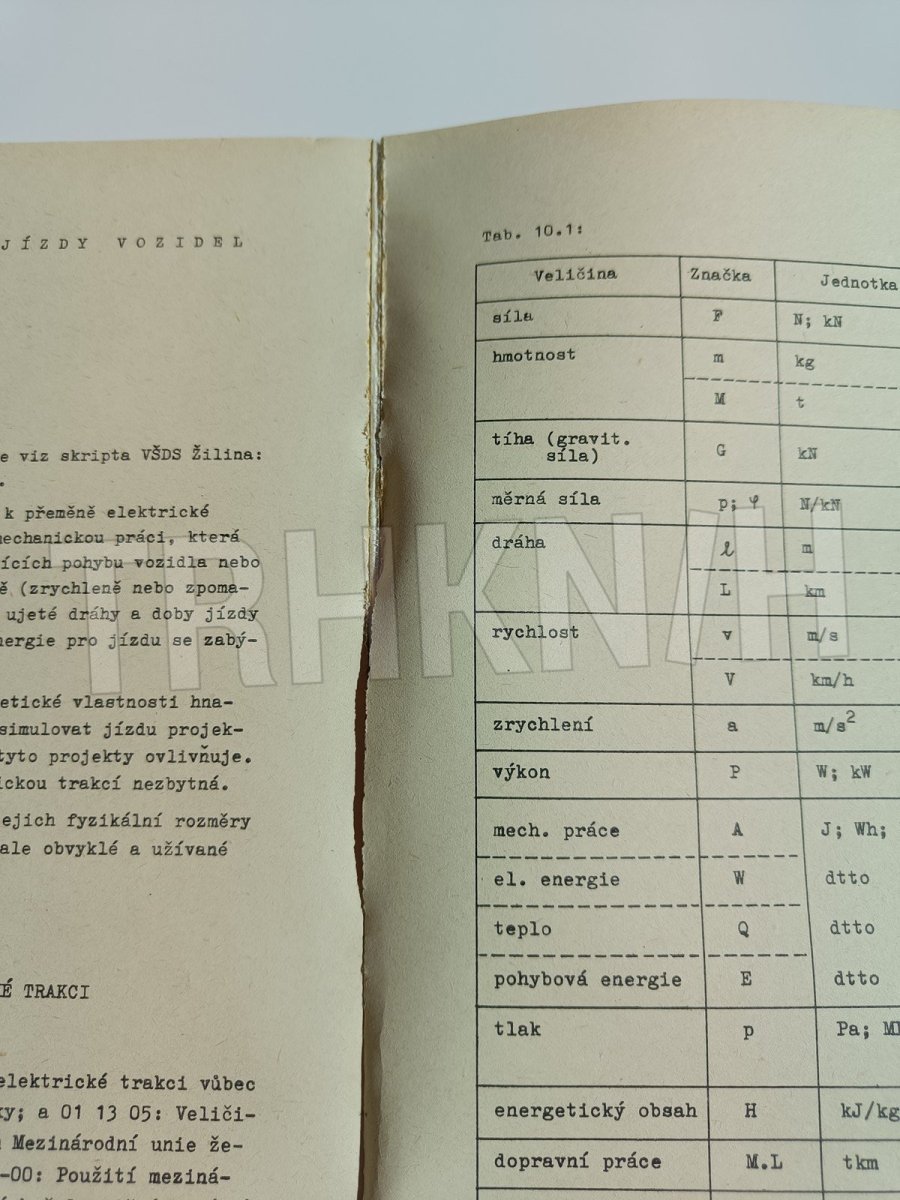 JÍZDY VOZIDEL
e viz skripta VŠDS Žilina:
.
k přeměně elektrické
mechanickou práci, která
ících pohybu vozidla nebo
ě (zrychleně nebo zpoma-
ujeté dráhy a doby jízdy
nergie pro jízdu se zabý-
etické vlastnosti hna-
simulovat jízdu projek-
tyto projekty ovlivňuje.
ickou trakcí nezbytná.
ejich fyzikální rozměry
ale obvyklé a užívané
É TRAKCI
elektrické trakci vůbec
ky; a 01 13 05: Veliči-
Mezinárodní unie že-
-00: Použití meziná-
Tab. 10.1:
Veličina Značka Jednotka
síla F N; kN
hmotnost m kg
M t
tíha (gravit.
síla) G kN
měrná síla p; φ N/kN
dráha l m
L km
rychlost v m/s
V km/h
zrychlení a m/s²
výkon P W; kW
mech. práce A J; Wh;
el. energie W dtto
teplo Q dtto
pohybová energie E dtto
tlak p Pa; M
energetický obsah H kJ/kg
dopravní práce M.L tkm
TRHKNIH